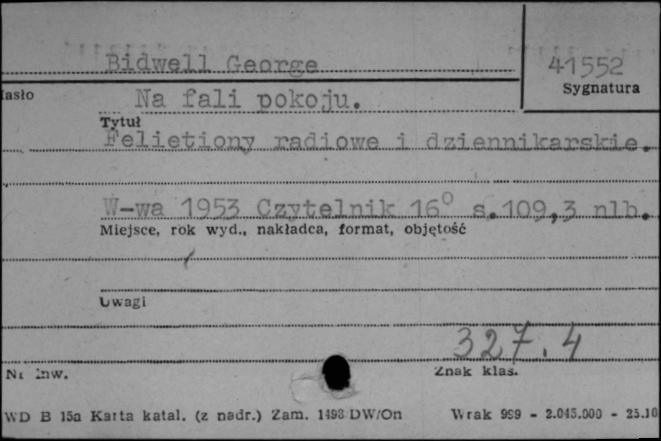 Bidwell George
41552
Sygnatura
Na fali pokoju.
Tytuł
Felietiony radiowe i dziennikarskie.
W-wa 1953 Czytelnik 16° s.109,3 nlb.
Miejsce, rok wyd., nakładca, format, objętość
Uwagi
327.4
Nr inw.
Znak klas.
WD B 15a Karta katal. (z nadr.) Zam. 1498 DW/On Wrak 999 - 2.045.000 - 25.10